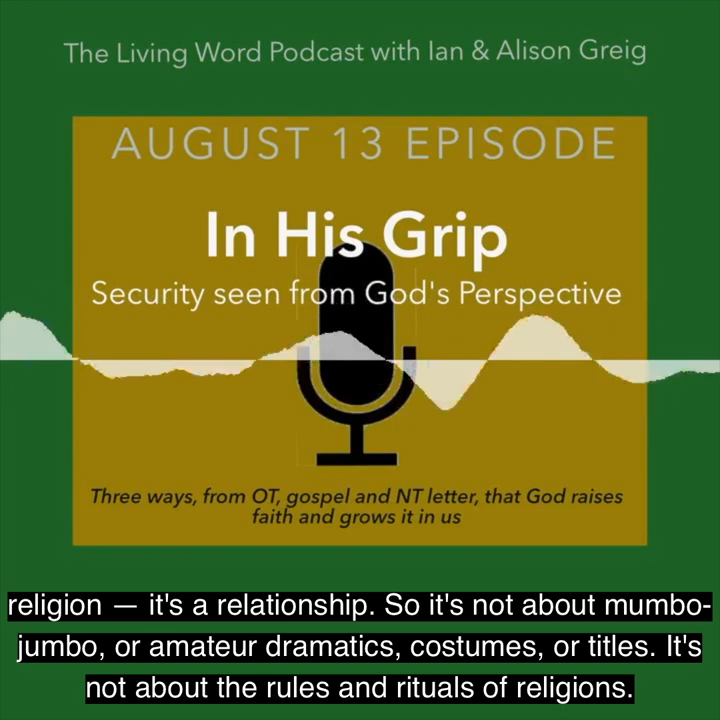 The Living Word Podcast with Ian & Alison Greig
AUGUST 13 EPISODE
In His Grip
Security seen from God's Perspective
Three ways, from OT, gospel and NT letter, that God raises
faith and grows it in us
religion — it's a relationship. So it's not about mumbo-
jumbo, or amateur dramatics, costumes, or titles. It's
not about the rules and rituals of religions.